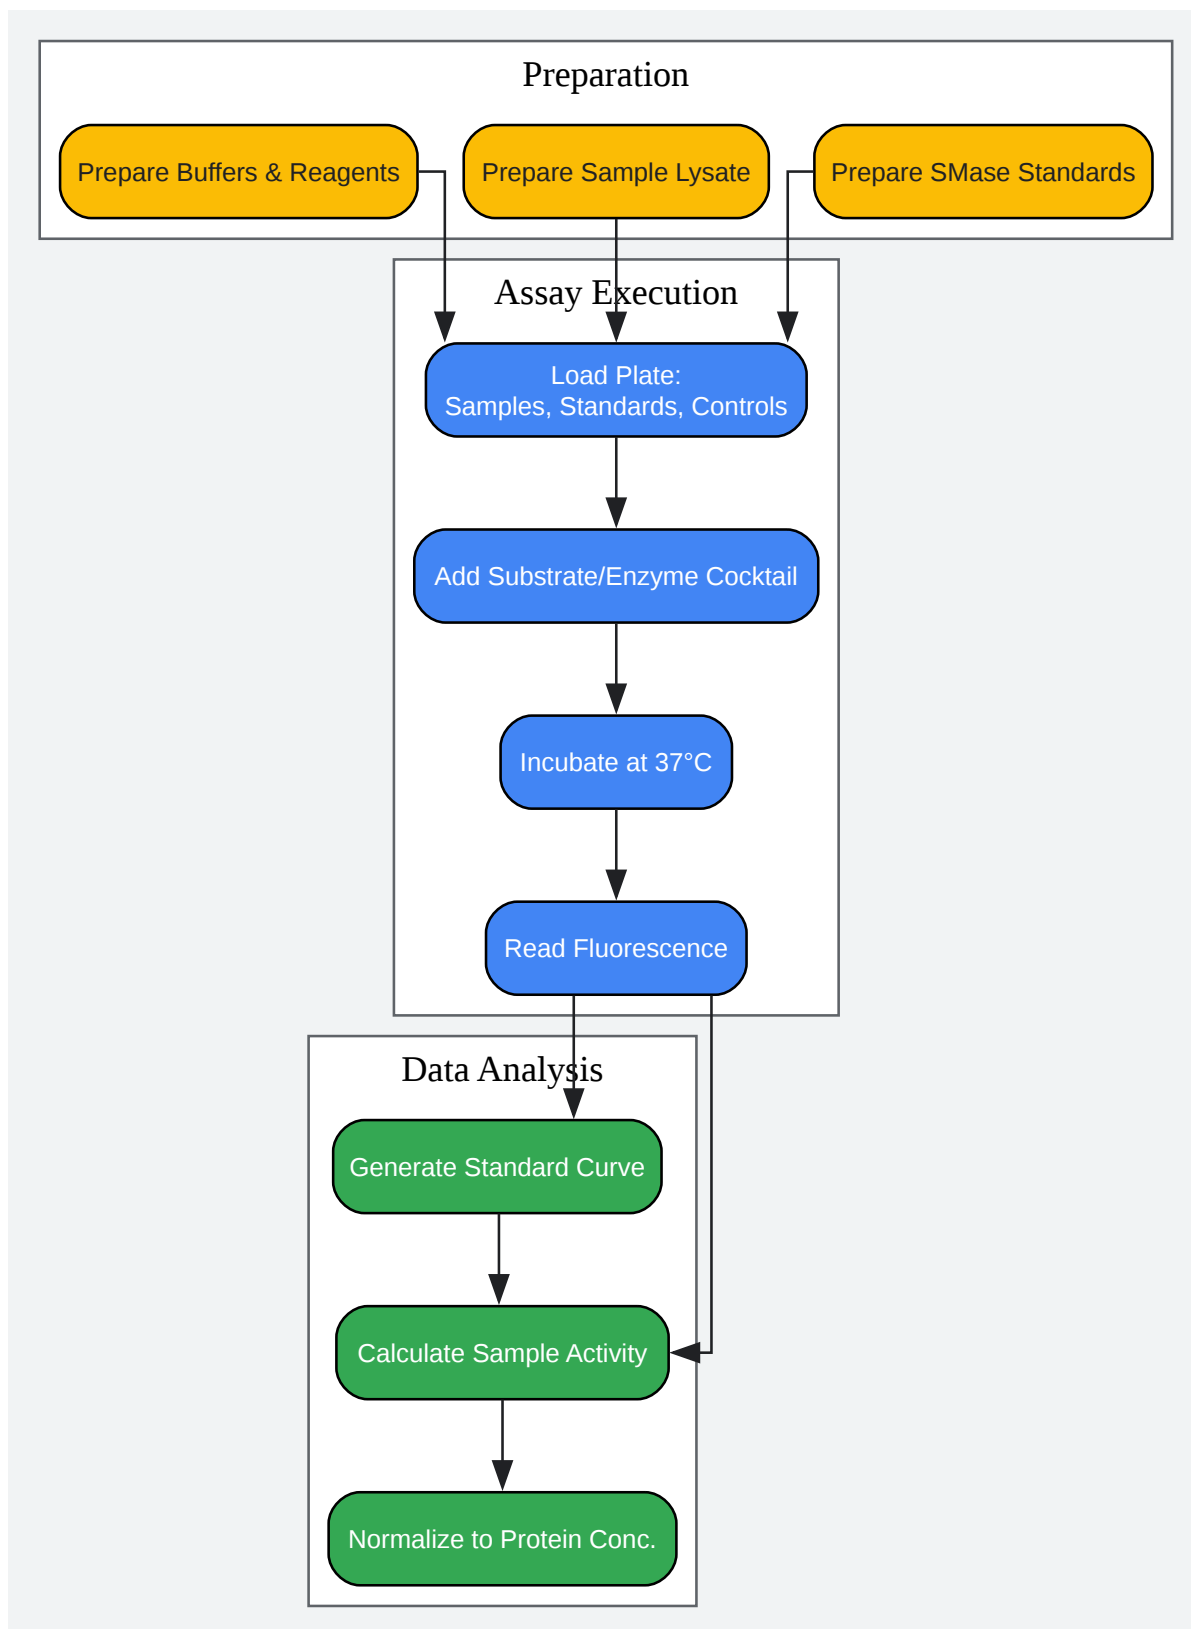 Preparation
Prepare Buffers & Reagents
Prepare Sample Lysate
Prepare SMase Standards
Assay Execution
Load Plate:
Samples, Standards, Controls
Add Substrate/Enzyme Cocktail
Incubate at 37°C
Read Fluorescence
Data Analysis
Generate Standard Curve
Calculate Sample Activity
Normalize to Protein Conc.